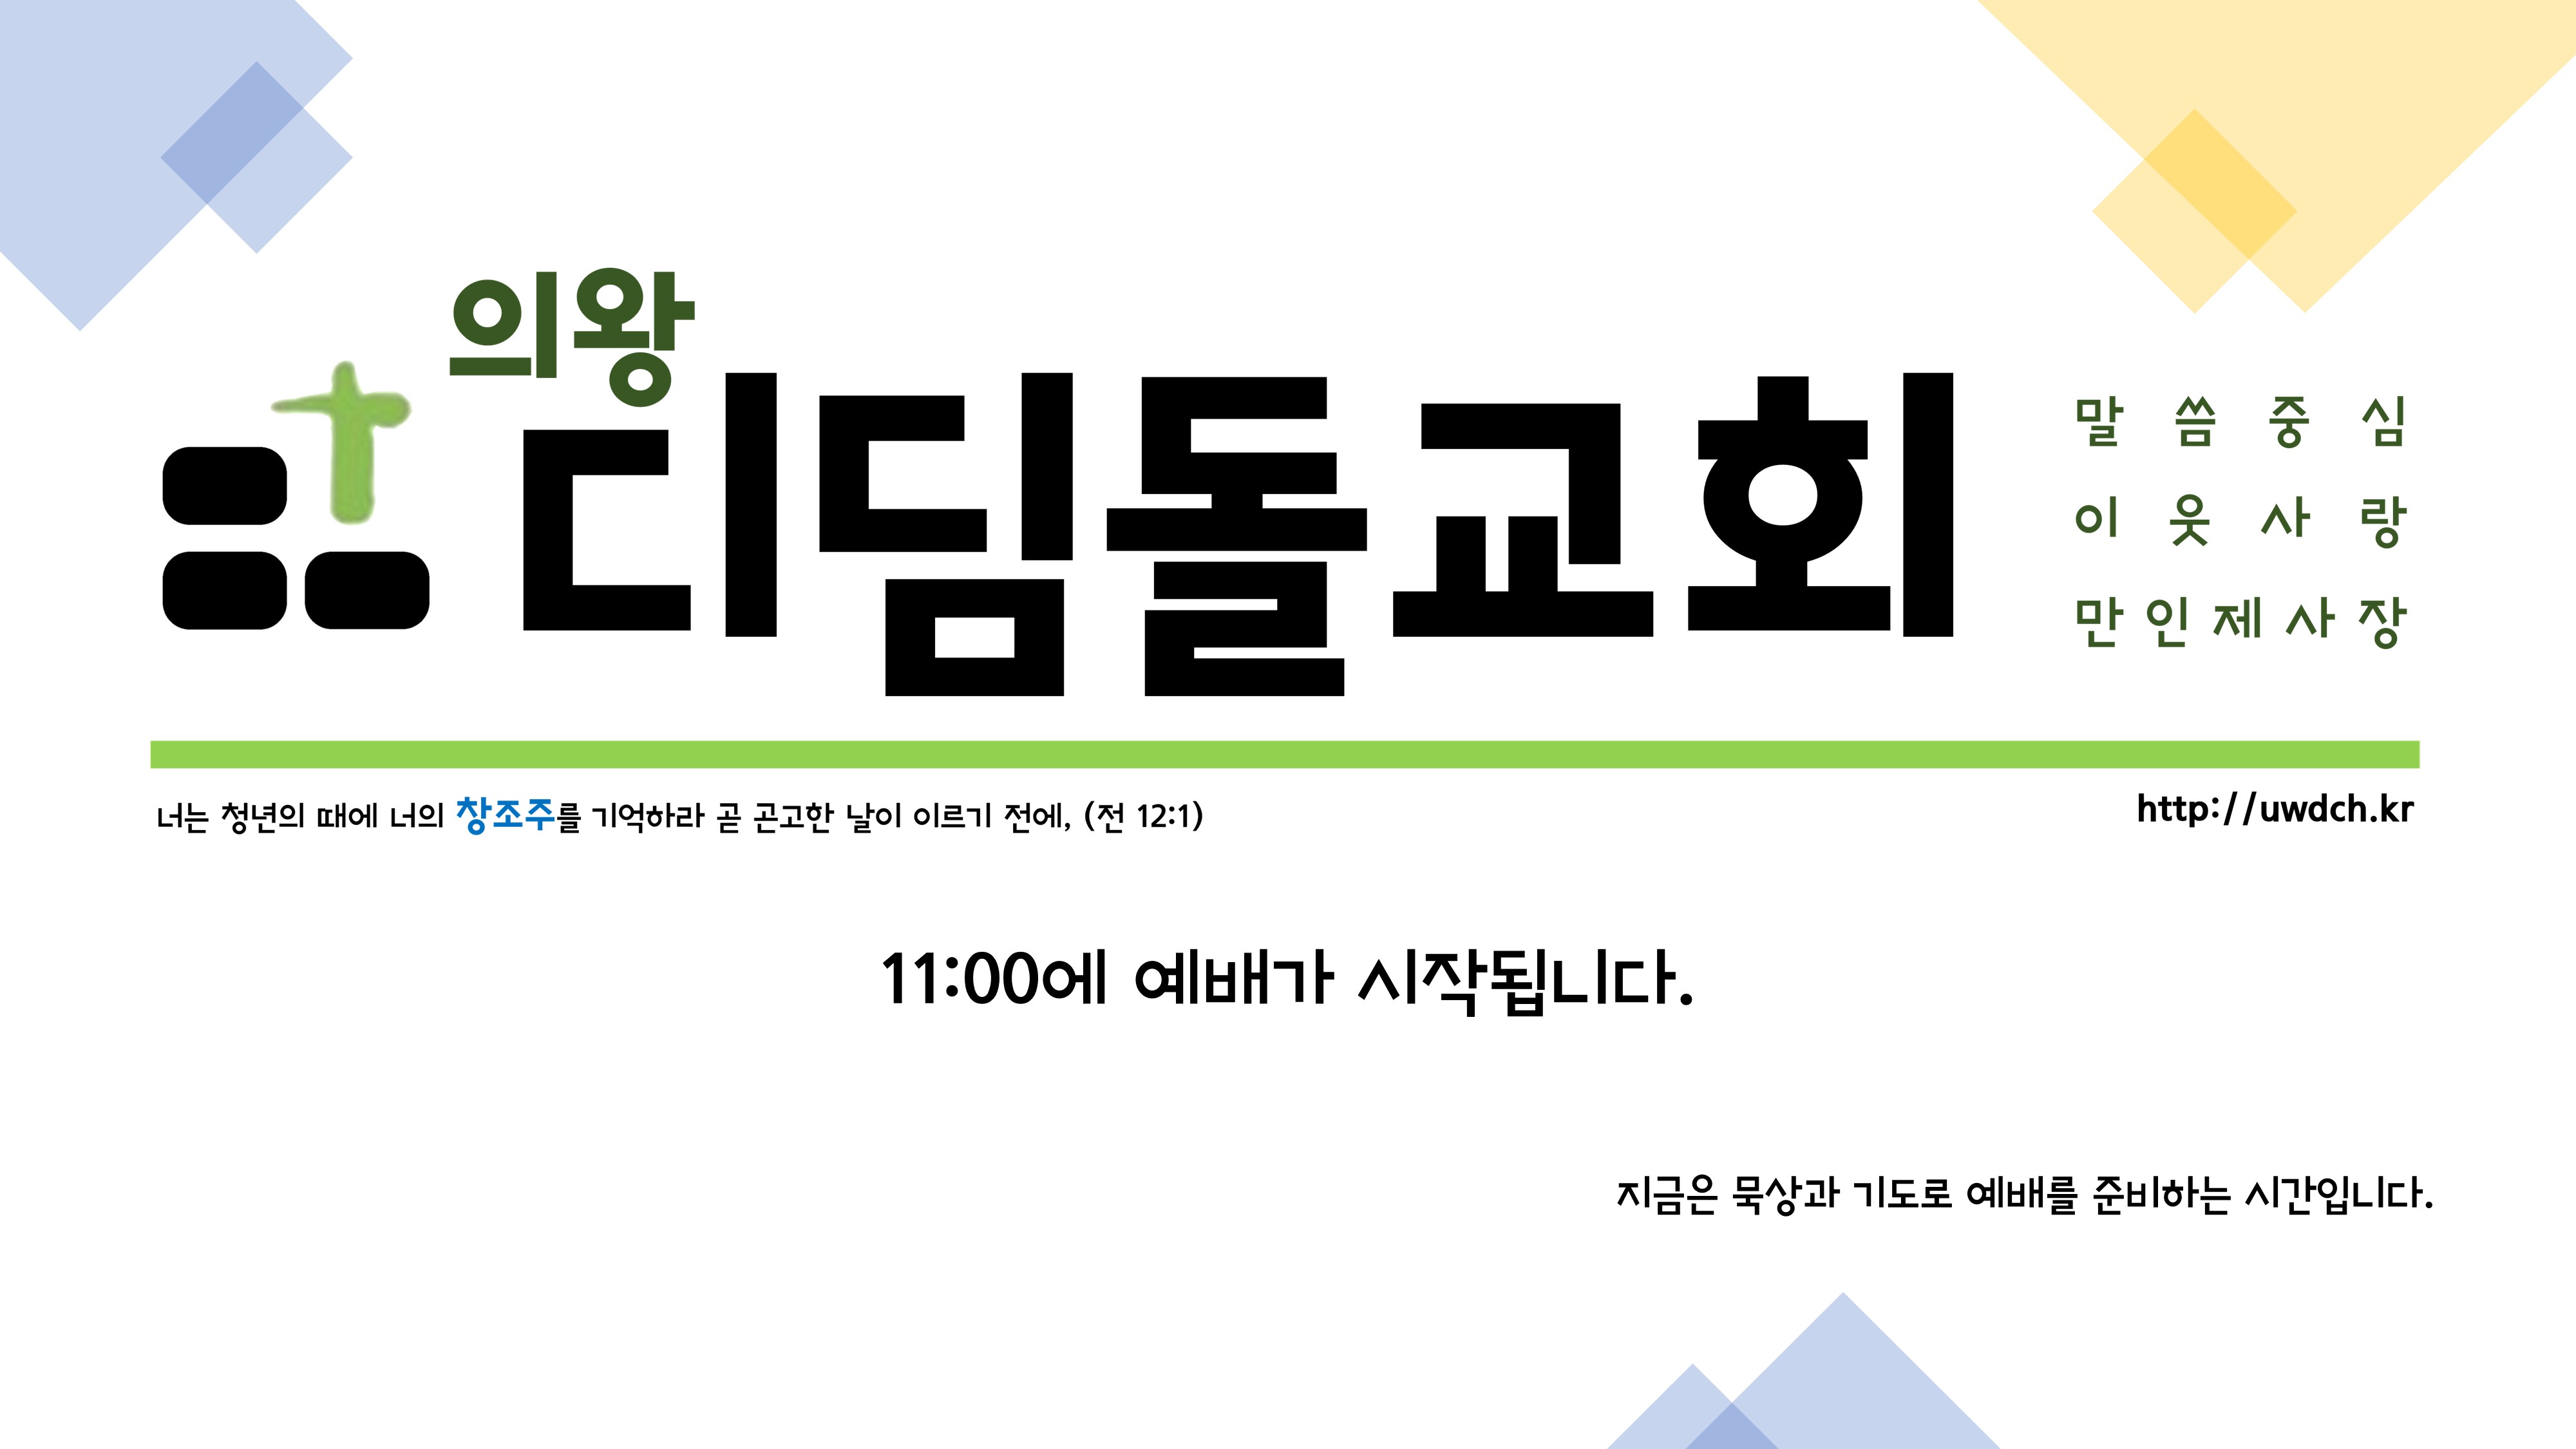 의왕
디딤돌교회
말씀중심
이웃사랑
만인제사장
너는 청년의 때에 너의 창조주를 기억하라 곧 곤고한 날이 이르기 전에, (전 12:1)
http://uwdch.kr
11:00에 예배가 시작됩니다.
지금은 묵상과 기도로 예배를 준비하는 시간입니다.